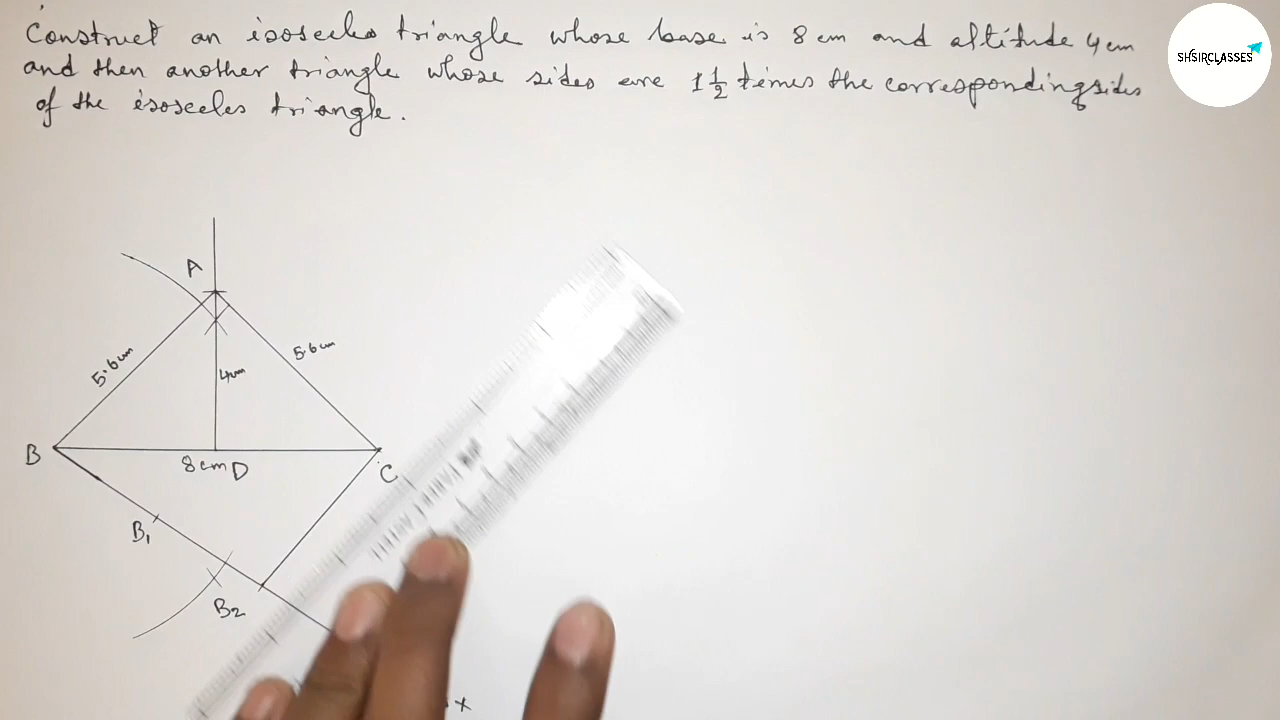 Construct an isosceles triangle whose base is 8 cm and altitude 4 cm
and then another triangle whose sides are 1 1/2 times the corresponding sides
of the isosceles triangle.
SHSIRCLASSES
A
5.6 cm
5.6 cm
4 cm
B
8 cm D
C
B1
B2
x